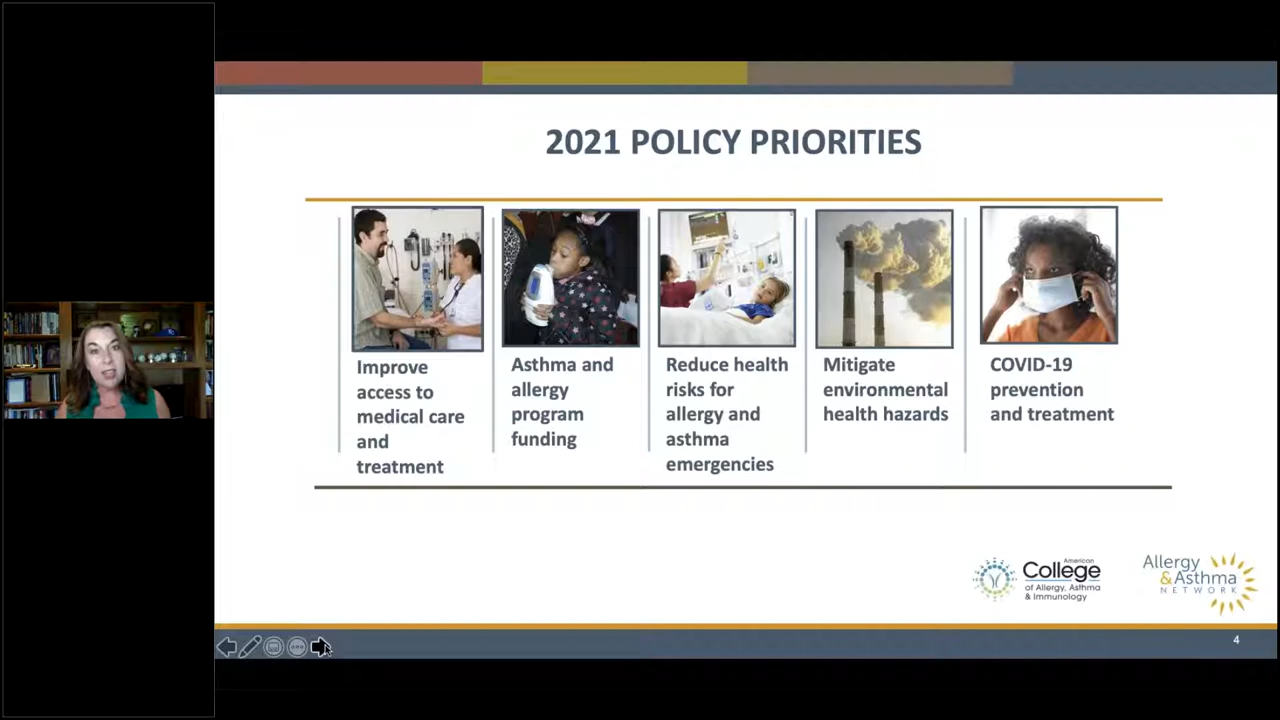 2021 POLICY PRIORITIES
Improve
access to
medical care
and
treatment
Asthma and
allergy
program
funding
Reduce health
risks for
allergy and
asthma
emergencies
Mitigate
environmental
health hazards
COVID-19
prevention
and treatment
American
College
of Allergy, Asthma
& Immunology
Allergy
& Asthma
NETWORK
4